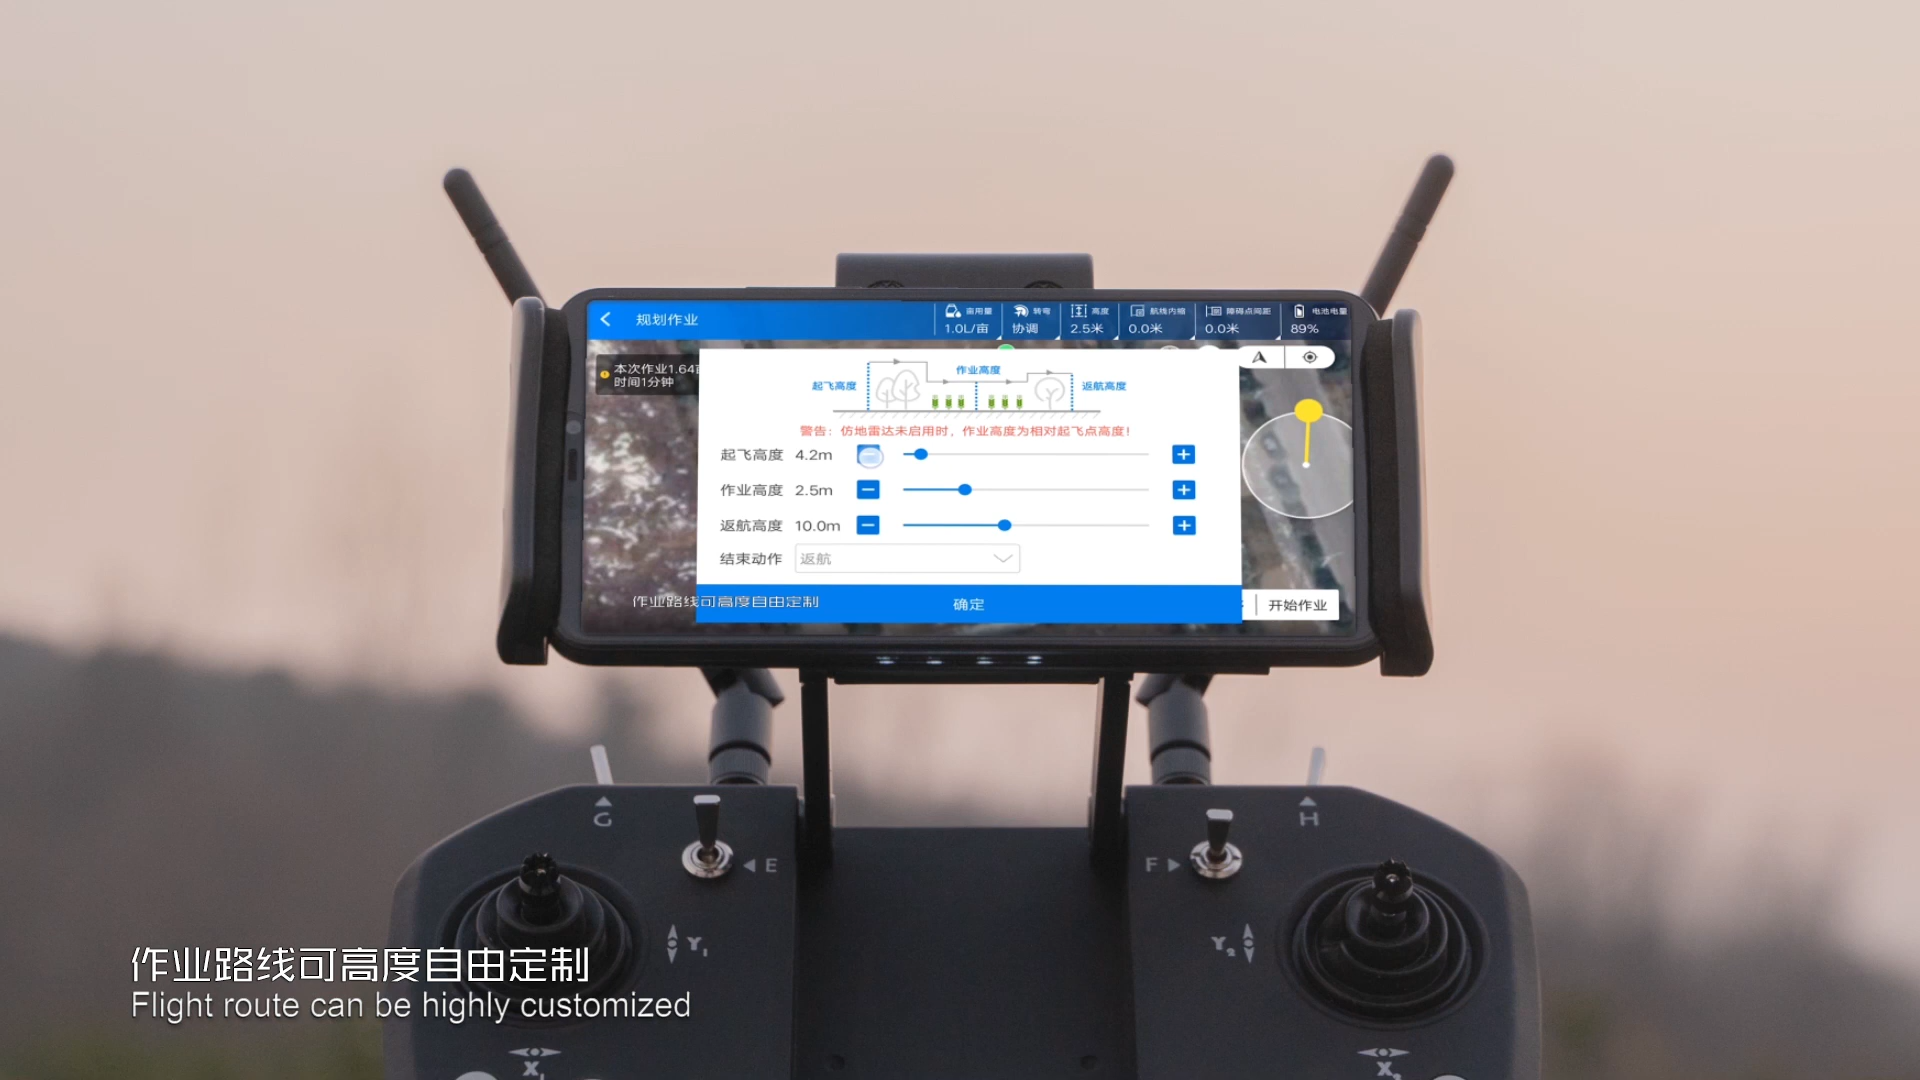 规划作业
亩用量
1.0L/亩
转弯
协调
高度
2.5米
航线内缩
0.0米
障碍点间距
0.0米
电池电量
89%
本次作业1.64
时间1分钟
起飞高度
作业高度
返航高度
警告：仿地雷达未启用时，作业高度为相对起飞点高度！
起飞高度 4.2m
作业高度 2.5m
返航高度 10.0m
结束动作 返航
作业路线可高度自由定制
确定
开始作业
G
H
E
F
Y1
Y2
作业路线可高度自由定制
Flight route can be highly customized
X1
X2